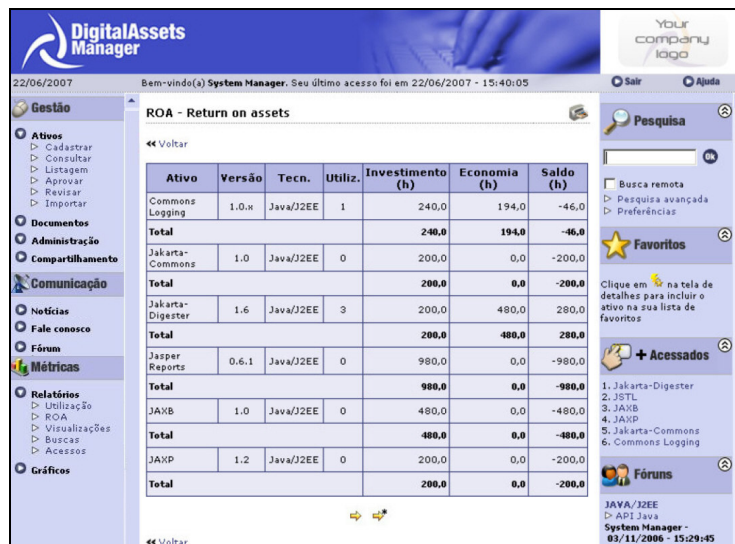 DigitalAssets
Manager
Your
company
logo
22/06/2007
Bem-vindo(a) System Manager. Seu último acesso foi em 22/06/2007 - 15:40:05
Sair
Ajuda
Gestão
Ativos
Cadastrar
Consultar
Listagem
Aprovar
Revisar
Importar
Documentos
Administração
Compartilhamento
Comunicação
Notícias
Fale conosco
Fórum
Métricas
Relatórios
Utilização
ROA
Visualizações
Buscas
Acessos
Gráficos
ROA - Return on assets
Voltar
Ativo Versão Tecn. Utiliz. Investimento (h) Economia (h) Saldo (h)
Commons Logging 1.0.x Java/J2EE 1 240,0 194,0 -46,0
Total 240,0 194,0 -46,0
Jakarta-Commons 1.0 Java/J2EE 0 200,0 0,0 -200,0
Total 200,0 0,0 -200,0
Jakarta-Digester 1.6 Java/J2EE 3 200,0 480,0 280,0
Total 200,0 480,0 280,0
Jasper Reports 0.6.1 Java/J2EE 0 980,0 0,0 -980,0
Total 980,0 0,0 -980,0
JAXB 1.0 Java/J2EE 0 480,0 0,0 -480,0
Total 480,0 0,0 -480,0
JAXP 1.2 Java/J2EE 0 200,0 0,0 -200,0
Total 200,0 0,0 -200,0
Voltar
Pesquisa
Ok
Busca remota
Pesquisa avançada
Preferências
Favoritos
Clique em na tela de
detalhes para incluir o
ativo na sua lista de
favoritos
+ Acessados
1. Jakarta-Digester
2. JSTL
3. JAXB
4. JAXP
5. Jakarta-Commons
6. Commons Logging
Fóruns
JAVA/J2EE
API Java
System Manager -
03/11/2006 - 15:29:45